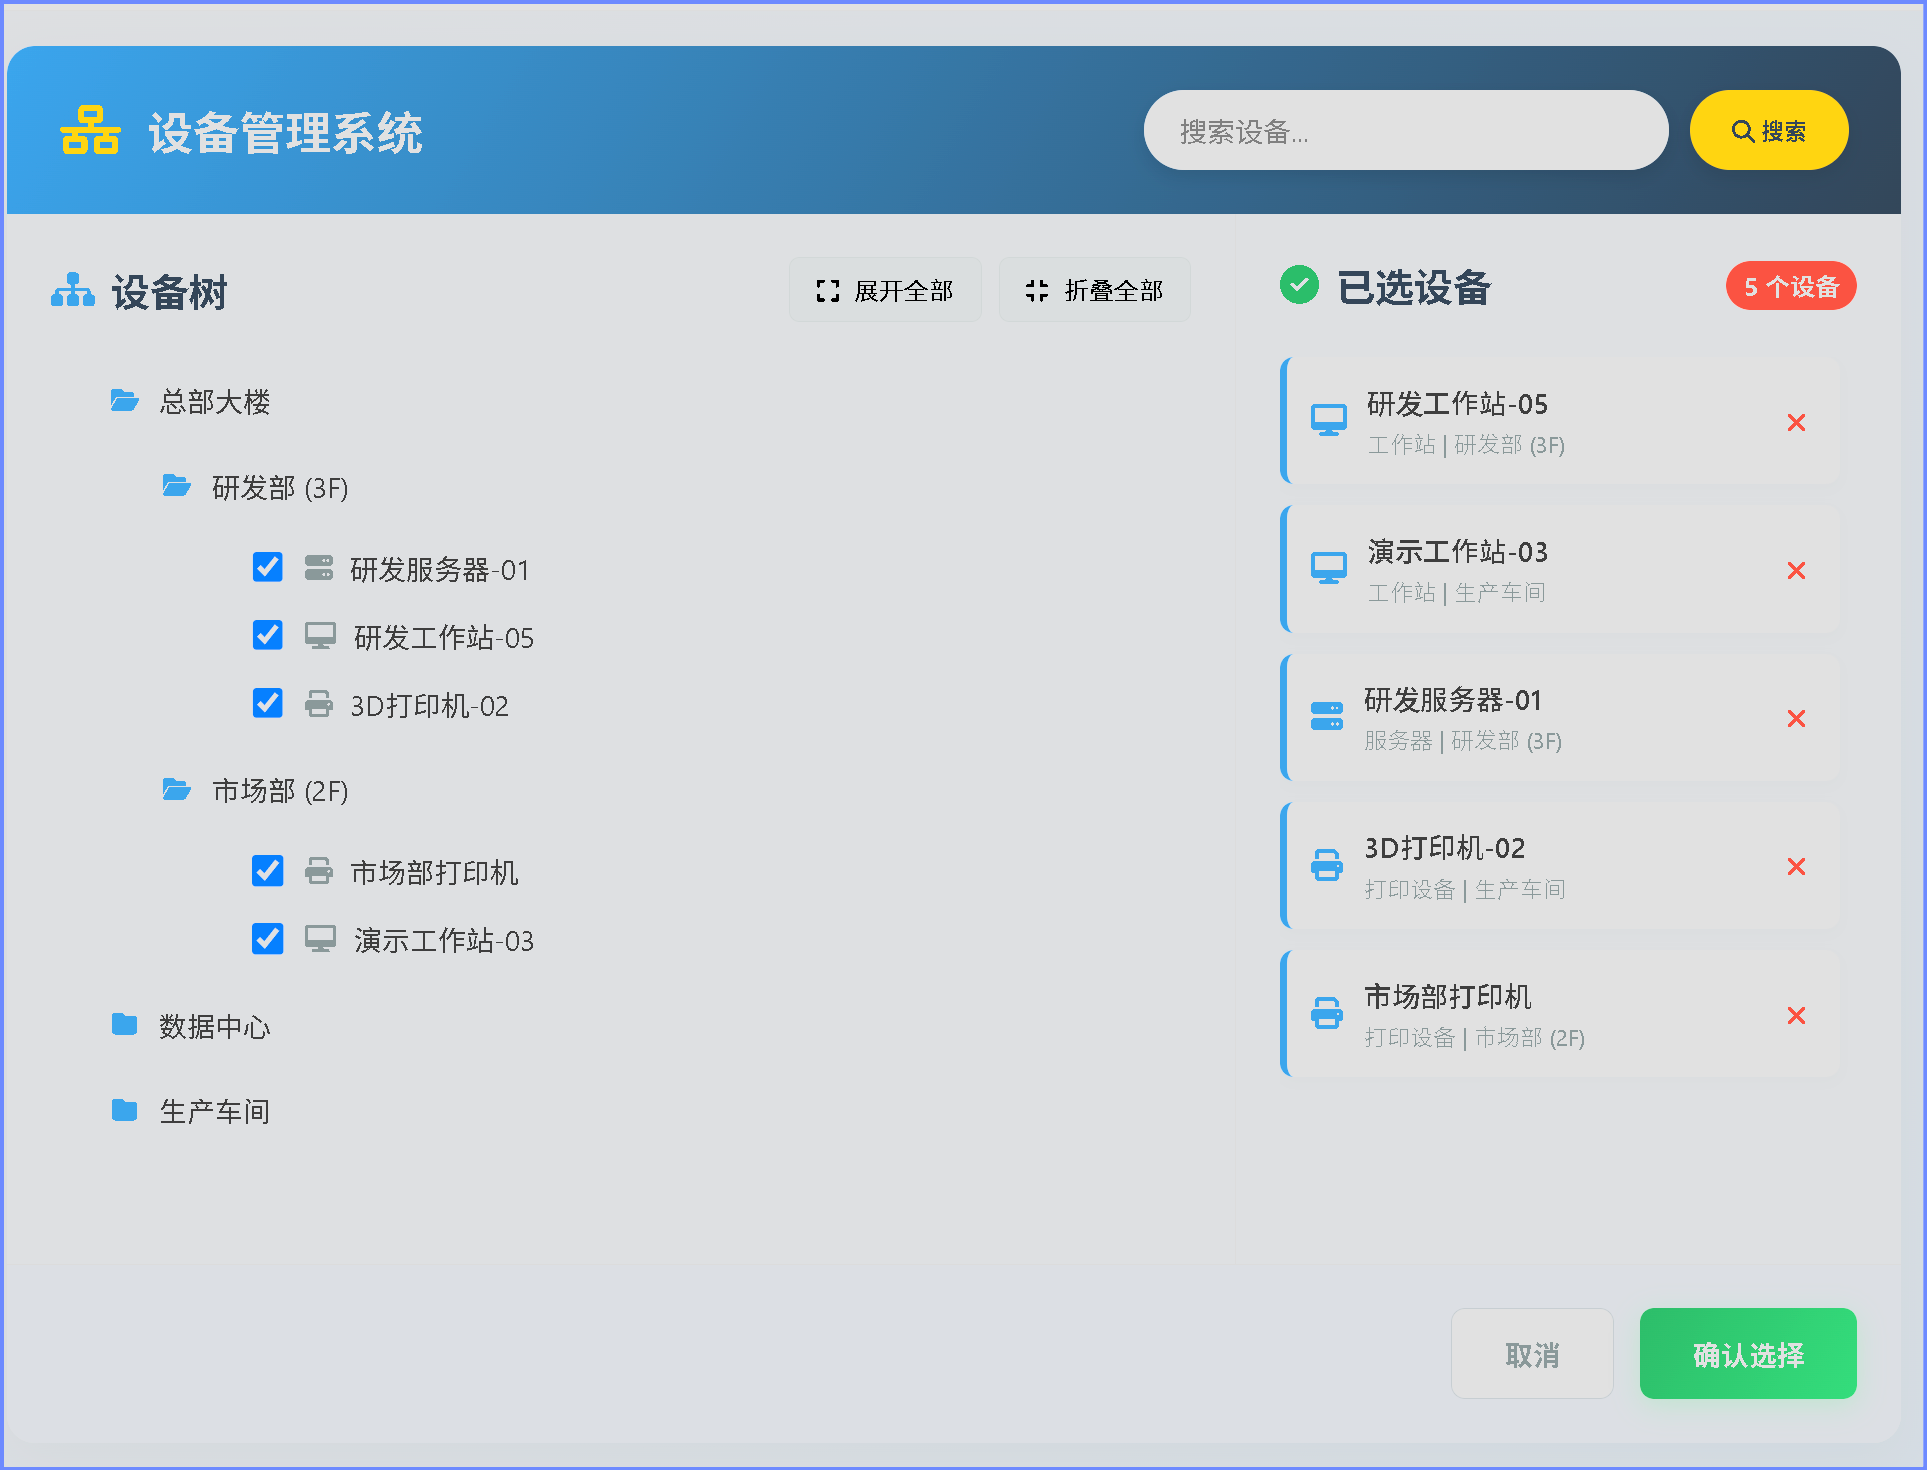 设备管理系统
搜索设备...
搜索
设备树
展开全部
折叠全部
总部大楼
研发部 (3F)
研发服务器-01
研发工作站-05
3D打印机-02
市场部 (2F)
市场部打印机
演示工作站-03
数据中心
生产车间
已选设备
5 个设备
研发工作站-05
工作站 | 研发部 (3F)
演示工作站-03
工作站 | 生产车间
研发服务器-01
服务器 | 研发部 (3F)
3D打印机-02
打印设备 | 生产车间
市场部打印机
打印设备 | 市场部 (2F)
取消
确认选择